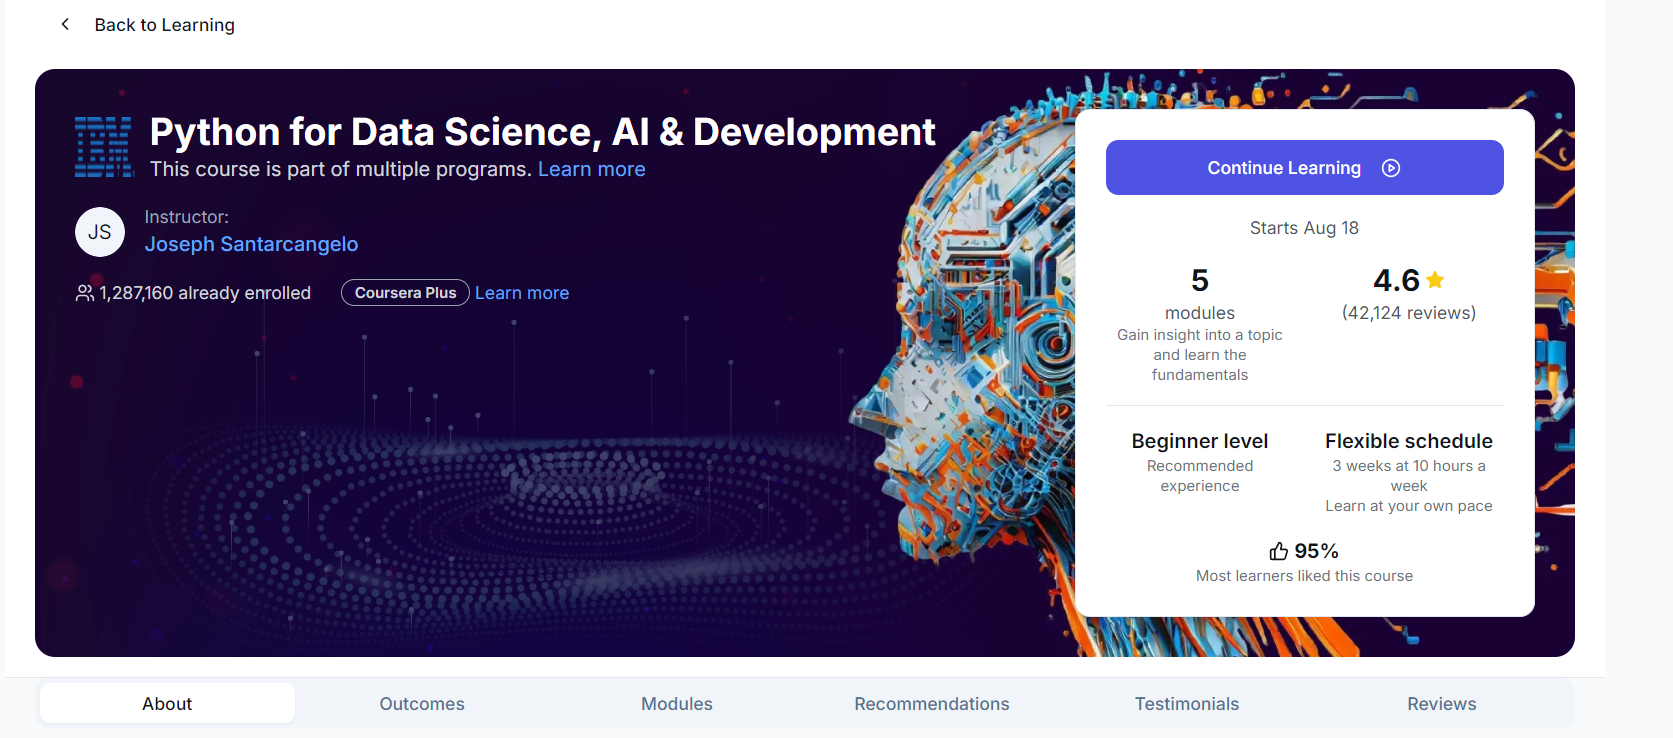 Back to Learning
IBM
Python for Data Science, AI & Development
This course is part of multiple programs. Learn more
JS
Instructor:
Joseph Santarcangelo
1,287,160 already enrolled
Coursera Plus
Learn more
Continue Learning
Starts Aug 18
5
modules
Gain insight into a topic
and learn the
fundamentals
4.6
(42,124 reviews)
Beginner level
Recommended
experience
Flexible schedule
3 weeks at 10 hours a
week
Learn at your own pace
95%
Most learners liked this course
About
Outcomes
Modules
Recommendations
Testimonials
Reviews